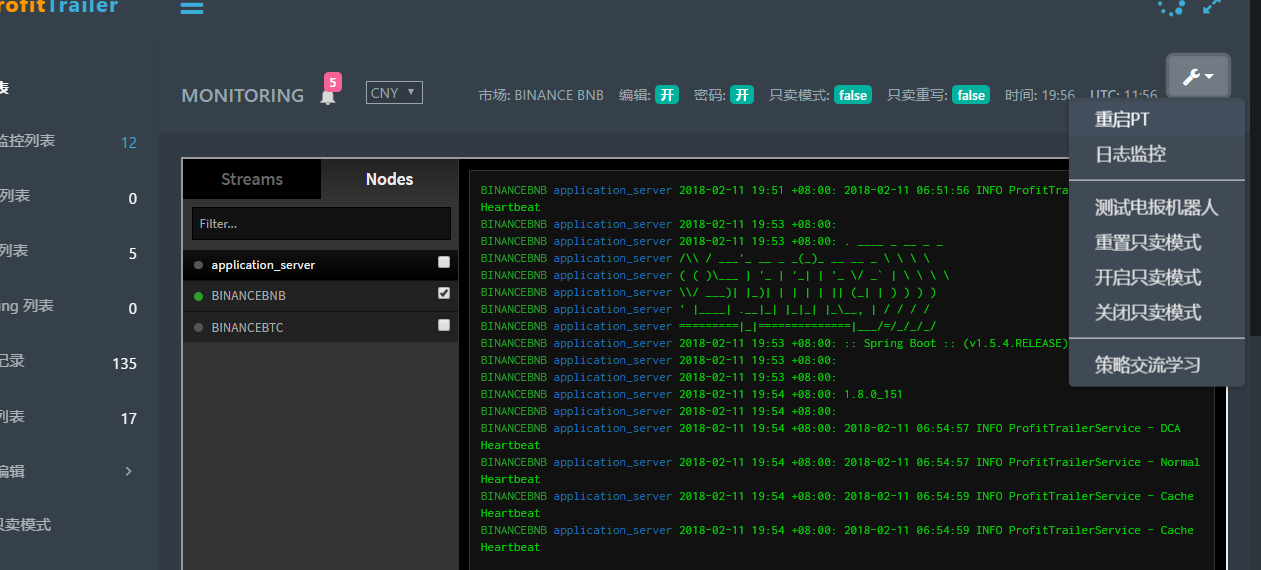 rofitTrailer
表
MONITORING
5
CNY
市场: BINANCE BNB 编辑: 开 密码: 开 只卖模式: false 只卖重写: false 时间: 19:56 UTC: 11:56
监控列表 12
列表 0
列表 5
ing 列表 0
记录 135
列表 17
编辑
只卖模式
重启PT
日志监控
测试电报机器人
重置只卖模式
开启只卖模式
关闭只卖模式
策略交流学习
Streams Nodes
Filter...
application_server
BINANCEBNB
BINANCEBTC
BINANCEBNB application_server 2018-02-11 19:51 +08:00: 2018-02-11 06:51:56 INFO ProfitTra
Heartbeat
BINANCEBNB application_server 2018-02-11 19:53 +08:00:
BINANCEBNB application_server 2018-02-11 19:53 +08:00: . ____ _ __ _ _
BINANCEBNB application_server 2018-02-11 19:53 +08:00: /\\ / ___'_ __ _ _(_)_ __ __ _ \ \ \ \
BINANCEBNB application_server 2018-02-11 19:53 +08:00: ( ( )\___ | '_ | '_| | '_ \/ _` | \ \ \ \
BINANCEBNB application_server 2018-02-11 19:53 +08:00: \\/ ___)| |_)| | | | | || (_| | ) ) ) )
BINANCEBNB application_server 2018-02-11 19:53 +08:00: ' |____| .__|_| |_|_| |_\__, | / / / /
BINANCEBNB application_server 2018-02-11 19:53 +08:00: =========|_|==============|___/=/_/_/_/
BINANCEBNB application_server 2018-02-11 19:53 +08:00: :: Spring Boot :: (v1.5.4.RELEASE)
BINANCEBNB application_server 2018-02-11 19:53 +08:00:
BINANCEBNB application_server 2018-02-11 19:53 +08:00:
BINANCEBNB application_server 2018-02-11 19:54 +08:00: 1.8.0_151
BINANCEBNB application_server 2018-02-11 19:54 +08:00:
BINANCEBNB application_server 2018-02-11 19:54 +08:00: 2018-02-11 06:54:57 INFO ProfitTrailerService - DCA
Heartbeat
BINANCEBNB application_server 2018-02-11 19:54 +08:00: 2018-02-11 06:54:57 INFO ProfitTrailerService - Normal
Heartbeat
BINANCEBNB application_server 2018-02-11 19:54 +08:00: 2018-02-11 06:54:59 INFO ProfitTrailerService - Cache
Heartbeat
BINANCEBNB application_server 2018-02-11 19:54 +08:00: 2018-02-11 06:54:59 INFO ProfitTrailerService - Cache
Heartbeat